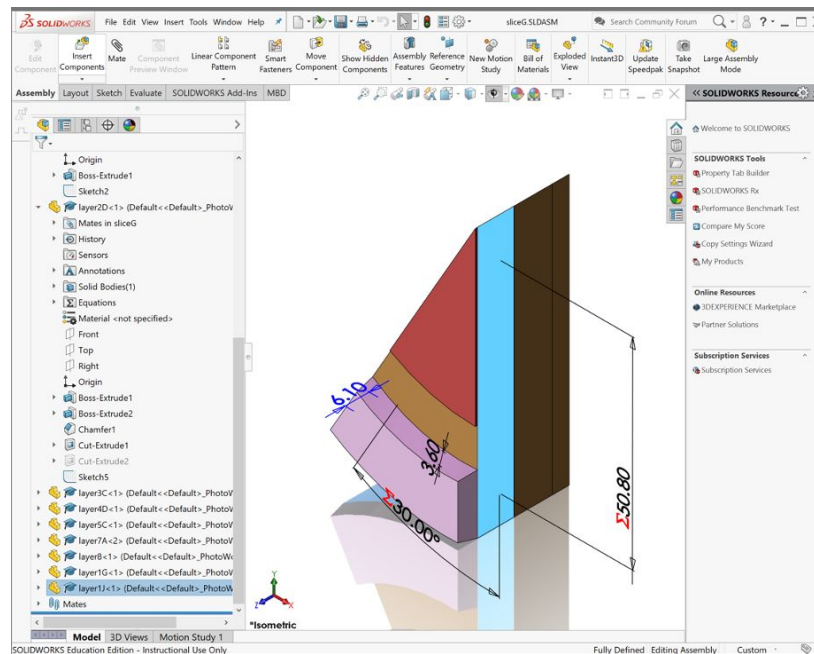 SOLIDWORKS File Edit View Insert Tools Window Help sliceG.SLDASM Search Community Forum
Edit Component
Insert Components
Mate
Component Preview Window
Linear Component Pattern
Smart Fasteners
Move Component
Show Hidden Components
Assembly Features
Reference Geometry
New Motion Study
Bill of Materials
Exploded View
Instant3D
Update Speedpak
Take Snapshot
Large Assembly Mode
Assembly Layout Sketch Evaluate SOLIDWORKS Add-Ins MBD
Origin
Boss-Extrude1
Sketch2
layer2D<1> (Default<<Default>_PhotoW
Mates in sliceG
History
Sensors
Annotations
Solid Bodies(1)
Equations
Material <not specified>
Front
Top
Right
Origin
Boss-Extrude1
Boss-Extrude2
Chamfer1
Cut-Extrude1
Cut-Extrude2
Sketch5
layer3C<1> (Default<<Default>_PhotoW
layer4D<1> (Default<<Default>_PhotoW
layer5C<1> (Default<<Default>_PhotoW
layer7A<2> (Default<<Default>_PhotoW
layer8<1> (Default<<Default>_PhotoWo
layer1G<1> (Default<<Default>_PhotoW
layer1J<1> (Default<<Default>_PhotoW
Mates
6.10
3.60
Σ30.00°
Σ50.80
Y
Z
X
*Isometric
<< SOLIDWORKS Resource
Welcome to SOLIDWORKS
SOLIDWORKS Tools
Property Tab Builder
SOLIDWORKS Rx
Performance Benchmark Test
Compare My Score
Copy Settings Wizard
My Products
Online Resources
3DEXPERIENCE Marketplace
Partner Solutions
Subscription Services
Subscription Services
Model 3D Views Motion Study 1
SOLIDWORKS Education Edition - Instructional Use Only Fully Defined Editing Assembly Custom